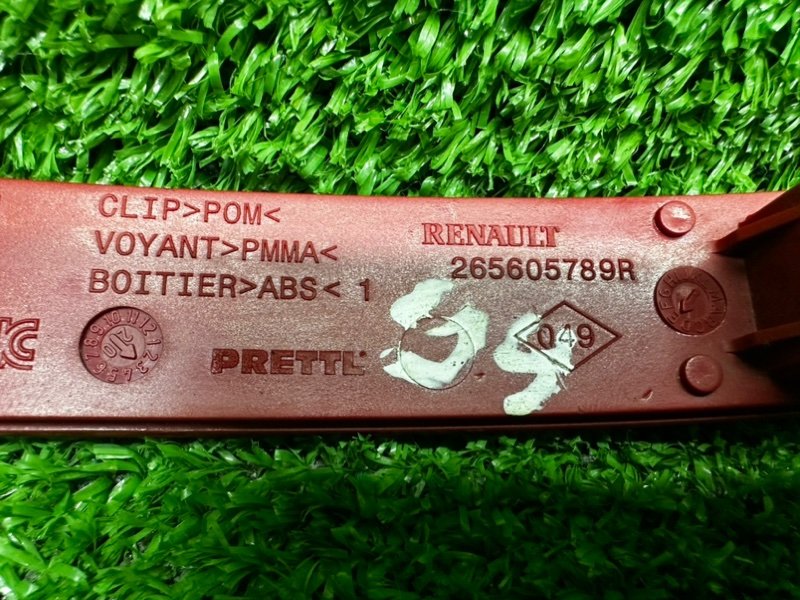 CLIP>POM<
VOYANT>PMMA<
BOITIER>ABS< 1
RENAULT
265605789R
PRETTL
049